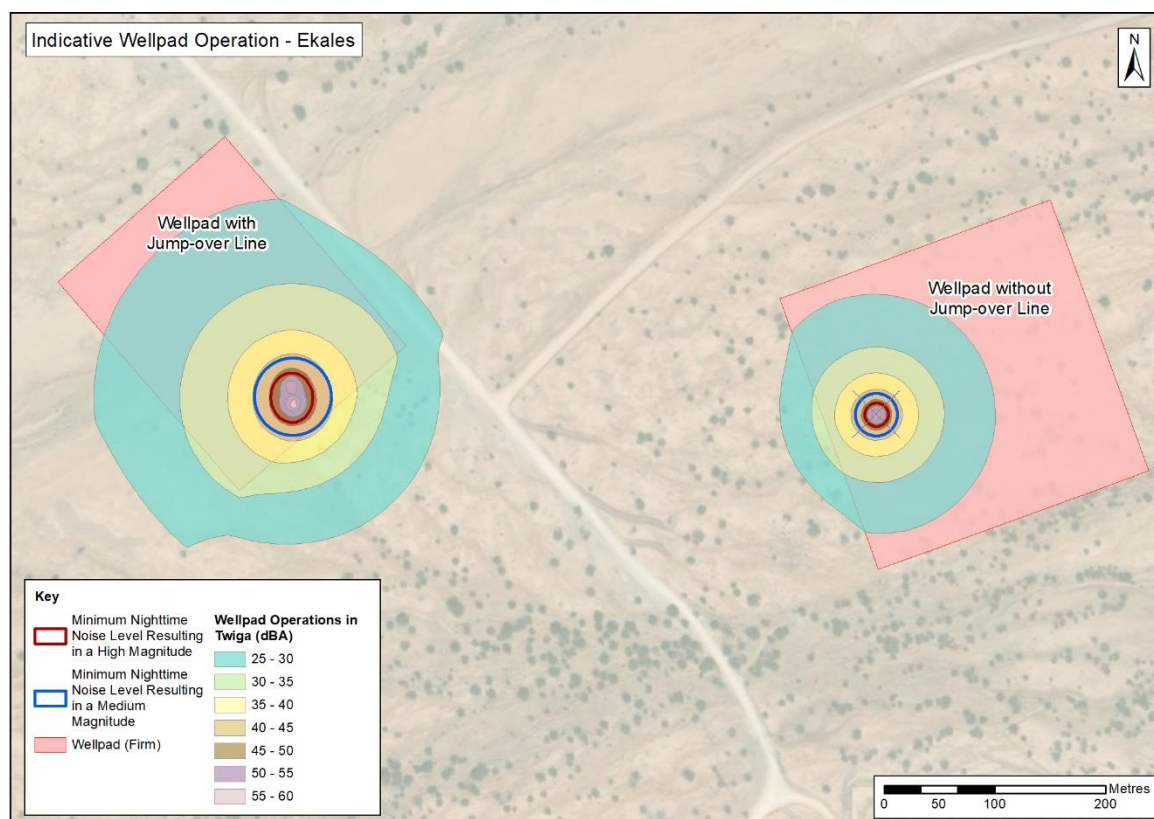 Indicative Wellpad Operation - Ekales
N
Wellpad with
Jump-over Line
Wellpad without
Jump-over Line
Key
Minimum Nighttime
Noise Level Resulting
in a High Magnitude
Minimum Nighttime
Noise Level Resulting
in a Medium
Magnitude
Wellpad (Firm)
Wellpad Operations in
Twiga (dBA)
25 - 30
30 - 35
35 - 40
40 - 45
45 - 50
50 - 55
55 - 60
Metres
0 50 100 200